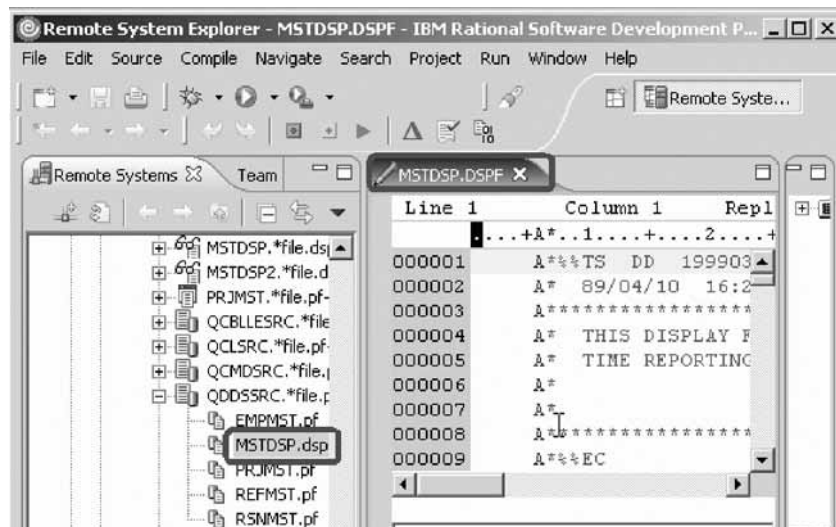 Remote System Explorer - MSTDSP.DSPF - IBM Rational Software Development P...
File Edit Source Compile Navigate Search Project Run Window Help
Remote Syste...
Remote Systems Team
MSTDSP.DSPF
Line 1 Column 1 Repl
....+A*..1....+....2....+
MSTDSP.*file.dsp
MSTDSP2.*file.d
PRJMST.*file.pf-
QCBLLESRC.*file
QCLSRC.*file.pf-
QCMDSRC.*file.
QDDSSRC.*file.p
EMPMST.pf
MSTDSP.dsp
PRJMST.pf
REFMST.pf
RSNMST.pf
000001 A*%%TS DD 199903
000002 A* 89/04/10 16:2
000003 A*******************
000004 A* THIS DISPLAY F
000005 A* TIME REPORTING
000006 A*
000007 A*
000008 A*******************
000009 A*%%EC